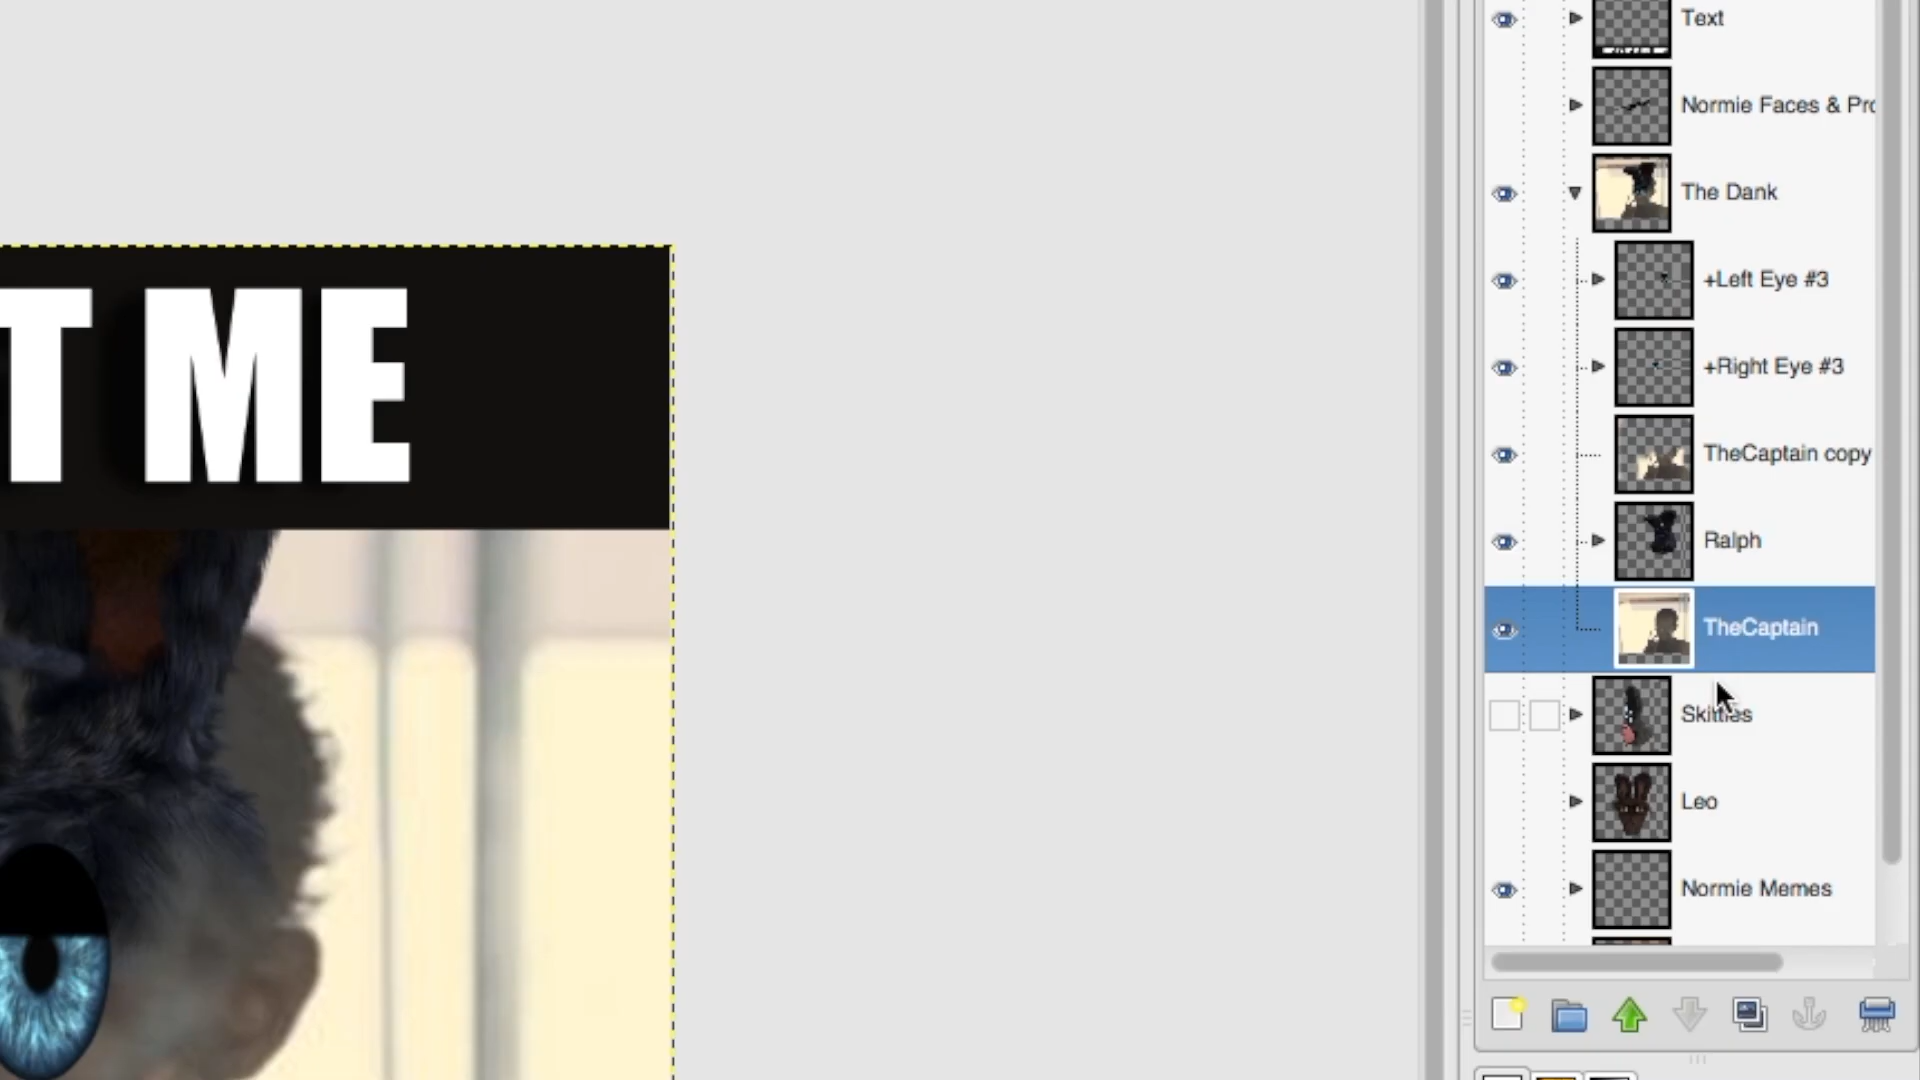 Text
Normie Faces & Pro
The Dank
+Left Eye #3
T ME
+Right Eye #3
TheCaptain copy
Ralph
TheCaptain
Skittles
Leo
Normie Memes